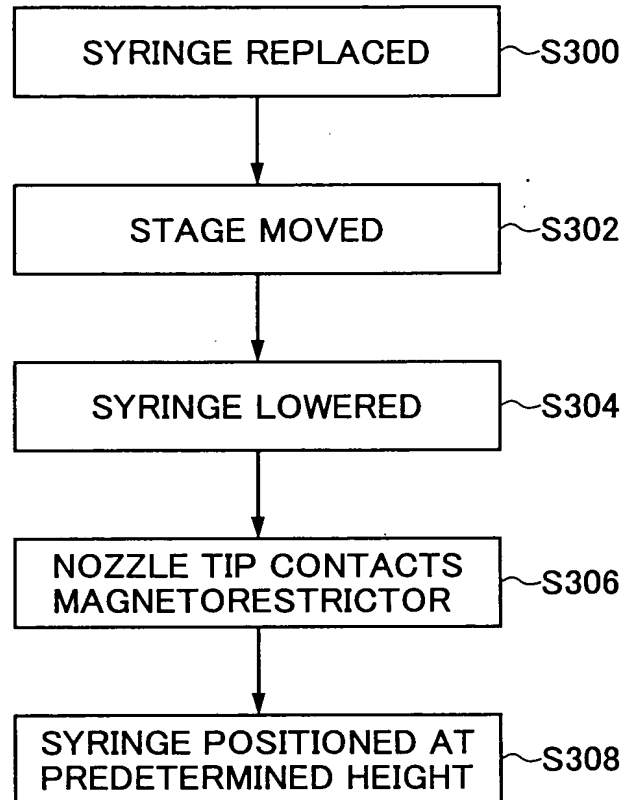 SYRINGE REPLACED
S300
STAGE MOVED
S302
SYRINGE LOWERED
S304
NOZZLE TIP CONTACTS
MAGNETORESTRICTOR
S306
SYRINGE POSITIONED AT
PREDETERMINED HEIGHT
S308